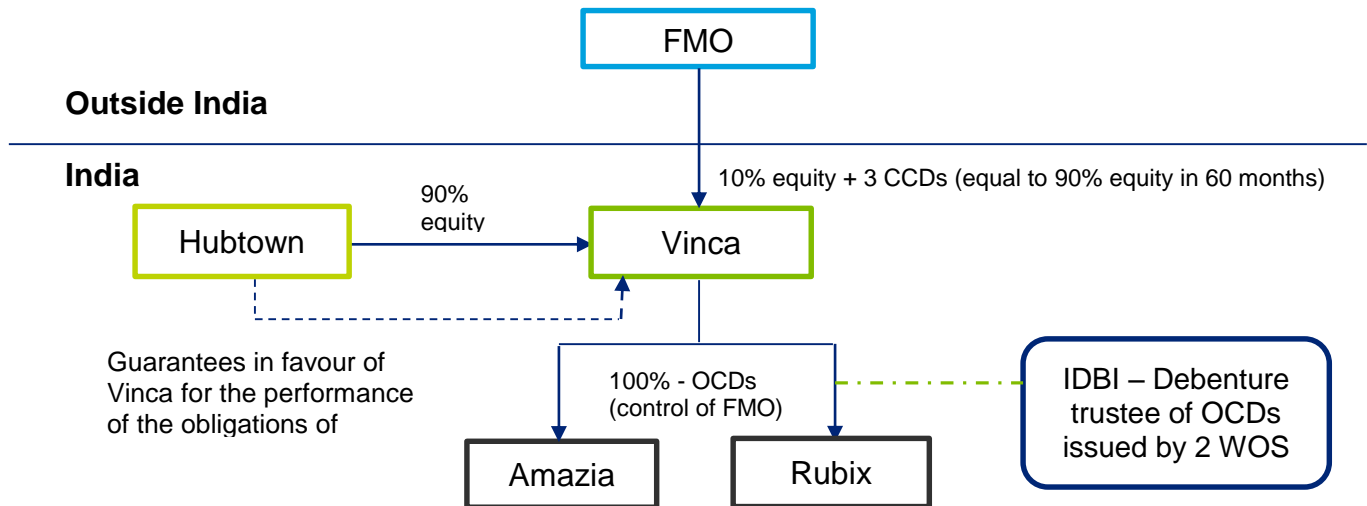 FMO
Outside India
India
10% equity + 3 CCDs (equal to 90% equity in 60 months)
90%
equity
Hubtown
Vinca
Guarantees in favour of
Vinca for the performance
of the obligations of
100% - OCDs
(control of FMO)
IDBI – Debenture
trustee of OCDs
issued by 2 WOS
Amazia
Rubix